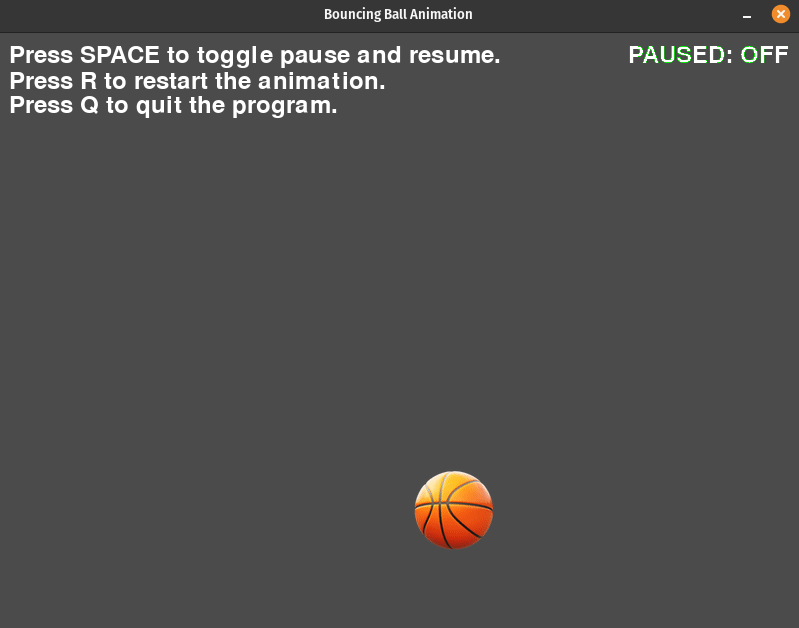 Bouncing Ball Animation
Press SPACE to toggle pause and resume.
PAUSED: OFF
Press R to restart the animation.
Press Q to quit the program.